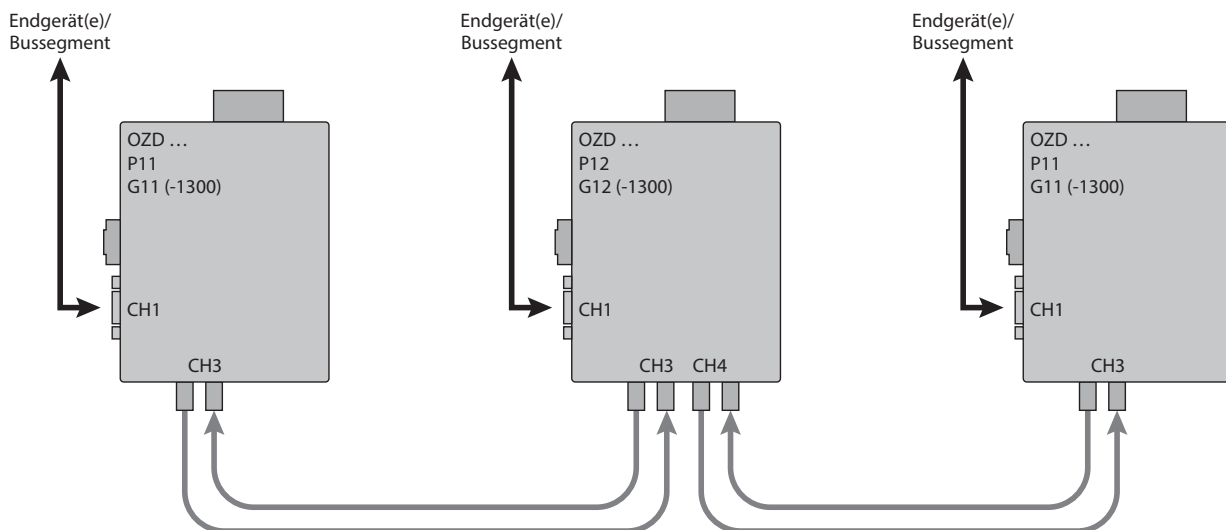 Endgerät(e)/
Bussegment
Endgerät(e)/
Bussegment
Endgerät(e)/
Bussegment
OZD …
P11
G11 (-1300)
CH1
CH3
OZD …
P12
G12 (-1300)
CH1
CH3 CH4
OZD …
P11
G11 (-1300)
CH1
CH3